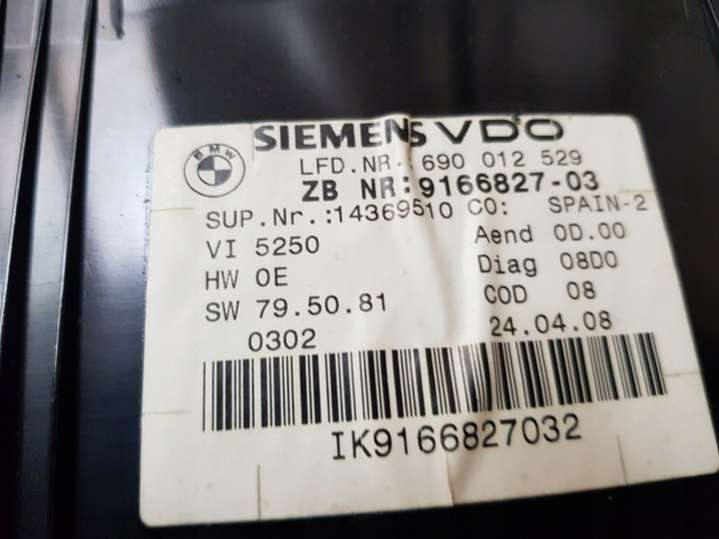 BMW
SIEMENS VDO
LFD.NR.:690 012 529
ZB NR:9166827-03
SUP.Nr.:14369510 CO: SPAIN-2
VI 5250 Aend 0D.00
HW 0E Diag 08D0
SW 79.50.81 COD 08
0302 24.04.08
IK9166827032